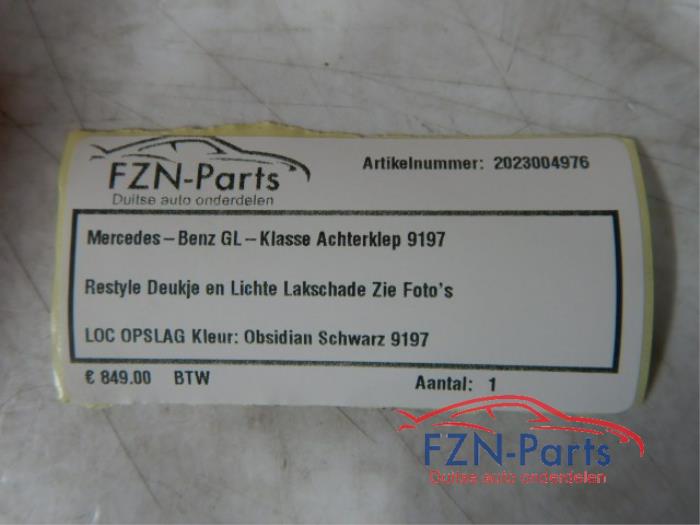 FZN-Parts
Duitse auto onderdelen
Artikelnummer: 2023004976
Mercedes-Benz GL-Klasse Achterklep 9197
Restyle Deukje en Lichte Lakschade Zie Foto's
LOC OPSLAG Kleur: Obsidian Schwarz 9197
€ 849.00 BTW
Aantal: 1
FZN-Parts
Duitse auto onderdelen